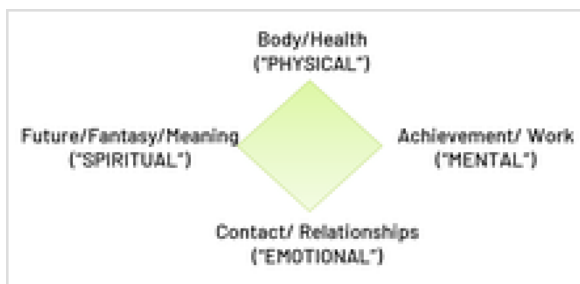 Body/Health
("PHYSICAL")
Future/Fantasy/Meaning
("SPIRITUAL")
Achievement/ Work
("MENTAL")
Contact/ Relationships
("EMOTIONAL")